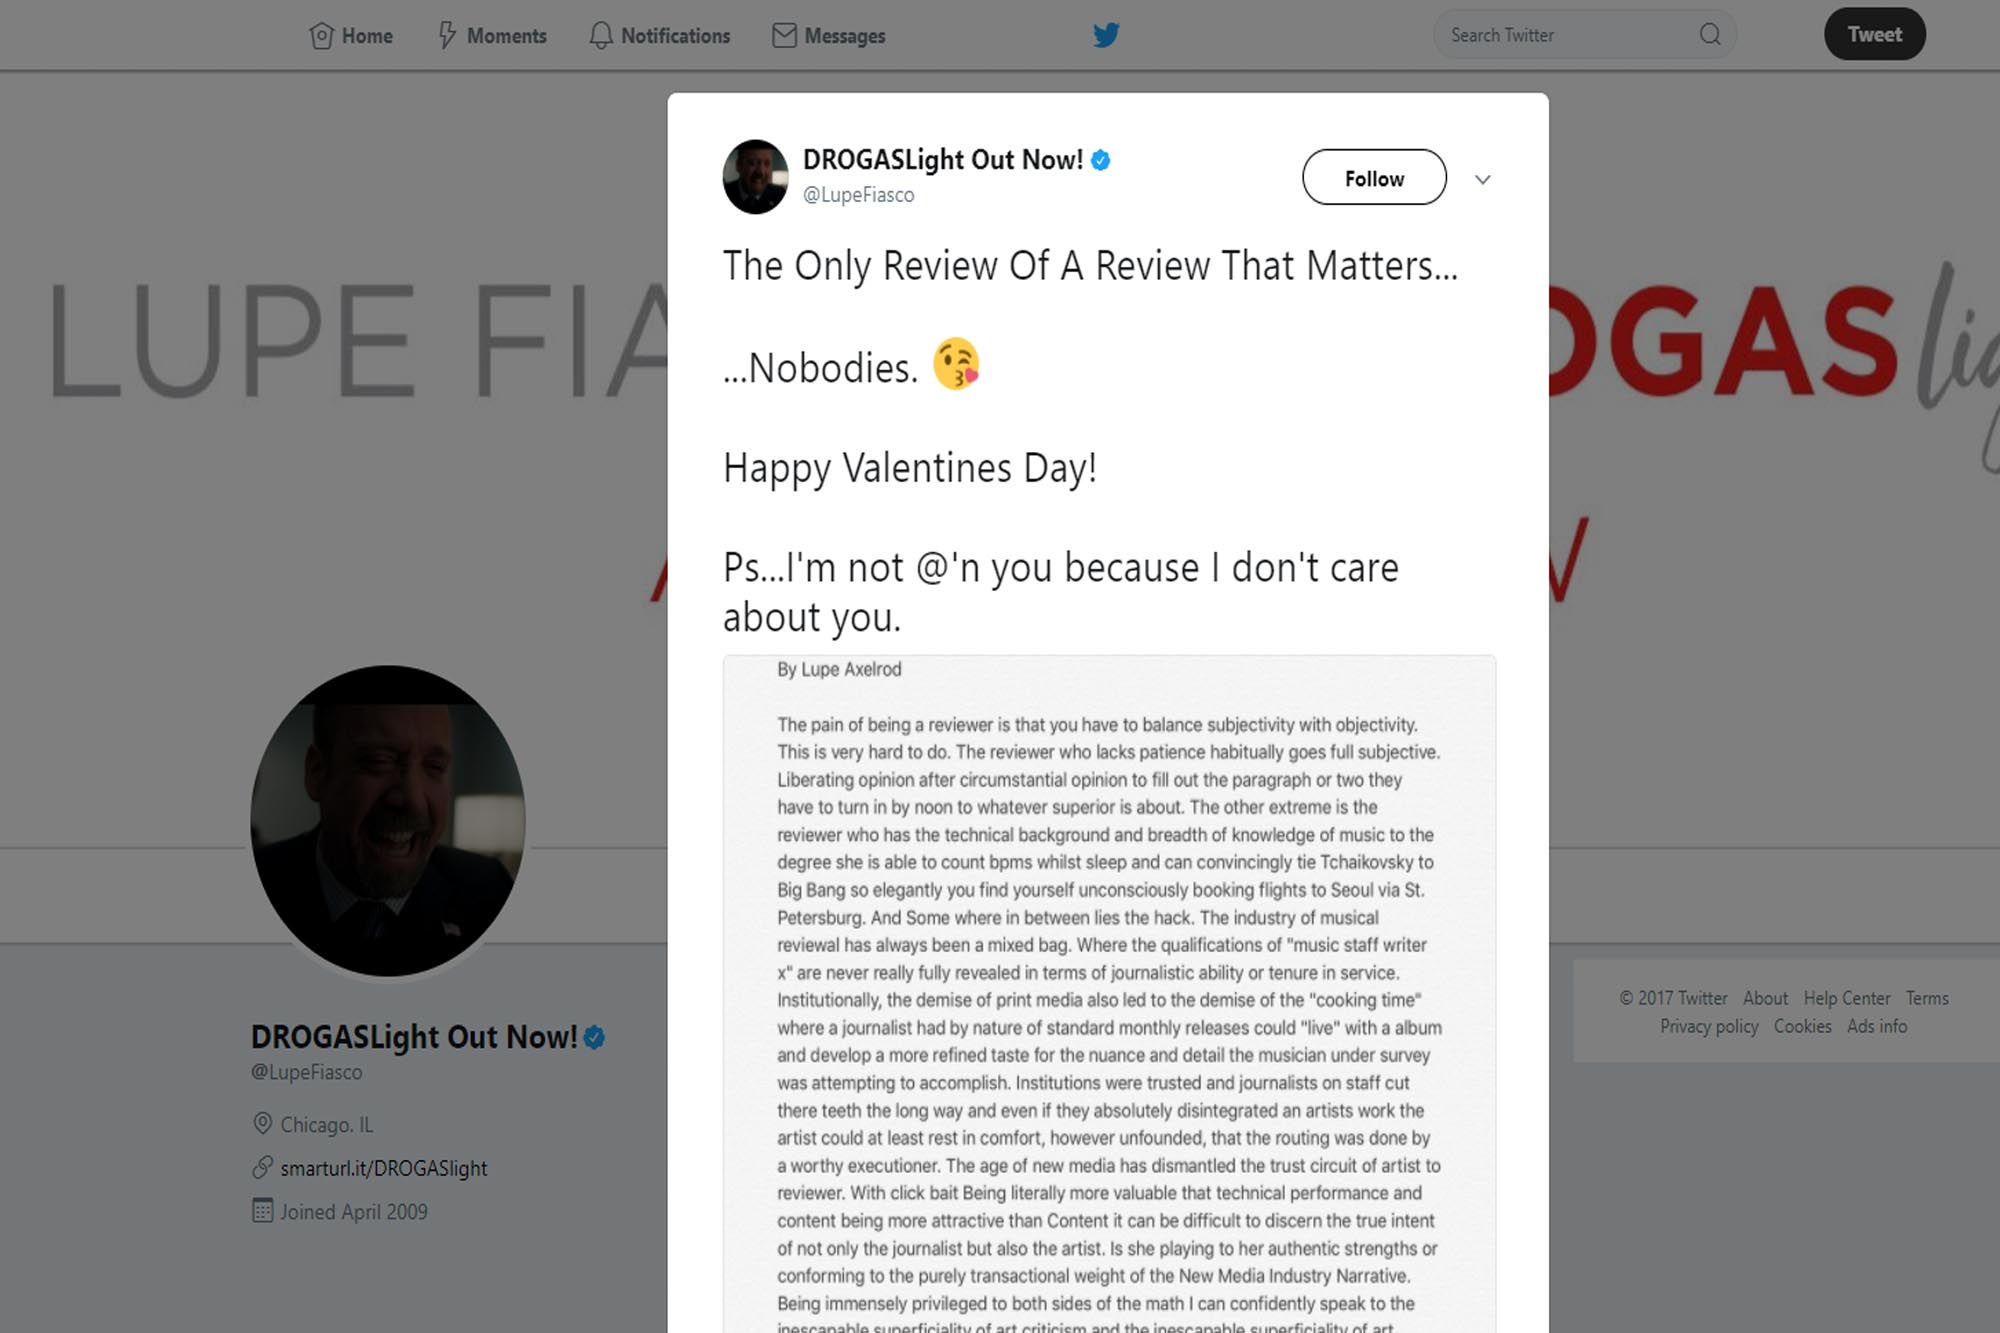 Home Moments Notifications Messages Search Twitter Tweet
LUPE FIA OGAS lig
DROGASLight Out Now! Follow
@LupeFiasco
The Only Review Of A Review That Matters...
...Nobodies. 😘
Happy Valentines Day!
Ps...I'm not @'n you because I don't care
about you.
By Lupe Axelrod
The pain of being a reviewer is that you have to balance subjectivity with objectivity.
This is very hard to do. The reviewer who lacks patience habitually goes full subjective.
Liberating opinion after circumstantial opinion to fill out the paragraph or two they
have to turn in by noon to whatever superior is about. The other extreme is the
reviewer who has the technical background and breadth of knowledge of music to the
degree she is able to count bpms whilst sleep and can convincingly tie Tchaikovsky to
Big Bang so elegantly you find yourself unconsciously booking flights to Seoul via St.
Petersburg. And Some where in between lies the hack. The industry of musical
reviewal has always been a mixed bag. Where the qualifications of "music staff writer
x" are never really fully revealed in terms of journalistic ability or tenure in service.
Institutionally, the demise of print media also led to the demise of the "cooking time"
where a journalist had by nature of standard monthly releases could "live" with a album
and develop a more refined taste for the nuance and detail the musician under survey
was attempting to accomplish. Institutions were trusted and journalists on staff cut
there teeth the long way and even if they absolutely disintegrated an artists work the
artist could at least rest in comfort, however unfounded, that the routing was done by
a worthy executioner. The age of new media has dismantled the trust circuit of artist to
reviewer. With click bait Being literally more valuable that technical performance and
content being more attractive than Content it can be difficult to discern the true intent
of not only the journalist but also the artist. Is she playing to her authentic strengths or
conforming to the purely transactional weight of the New Media Industry Narrative.
Being immensely privileged to both sides of the math I can confidently speak to the
inescapable superficiality of art criticism and the inescapable superficiality of art
DROGASLight Out Now!
@LupeFiasco
Chicago. IL
smarturl.it/DROGASlight
Joined April 2009
© 2017 Twitter About Help Center Terms
Privacy policy Cookies Ads info